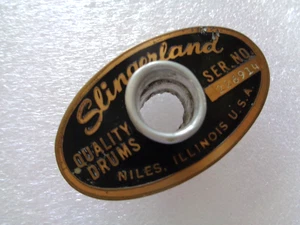 Slingerland
SER. NO.
QUALITY
DRUMS
NILES, ILLINOIS U.S.A.